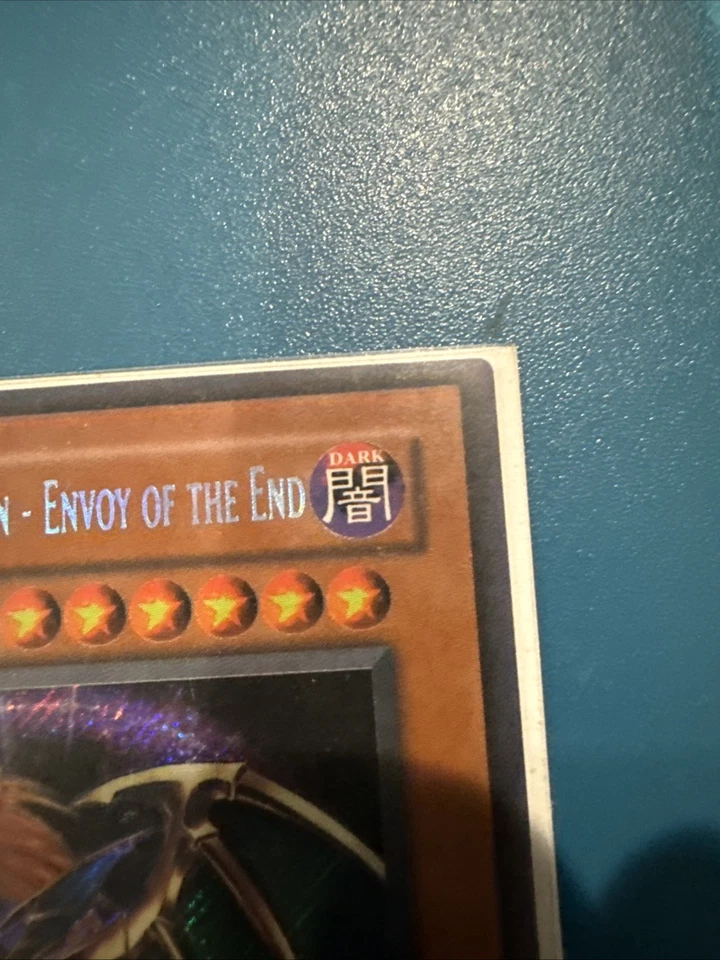 N - ENVOY OF THE END
DARK
闇